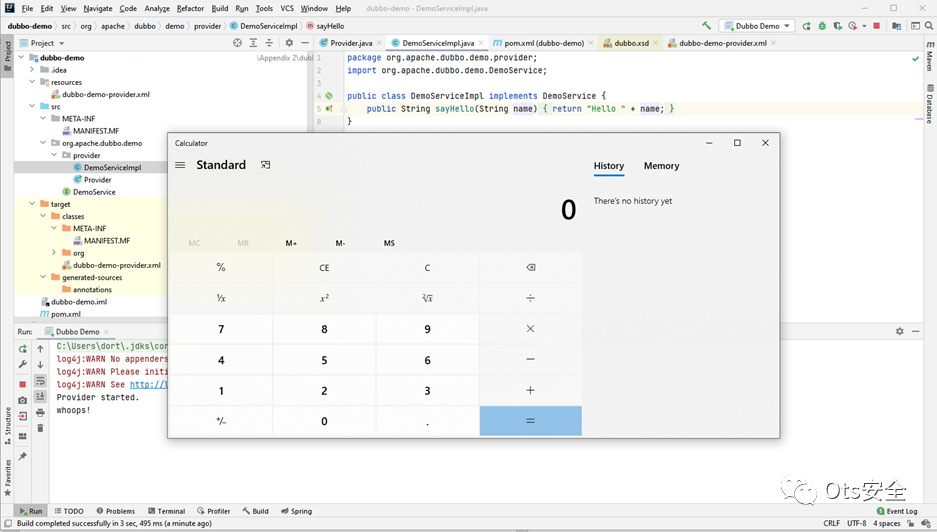 File Edit View Navigate Code Analyze Refactor Build Run Tools VCS Window Help dubbo-demo - DemoServiceImpl.java
dubbo-demo src org apache dubbo demo provider DemoServiceImpl sayHello Dubbo Demo
Project
Provider.java DemoServiceImpl.java pom.xml (dubbo-demo) dubbo.xsd dubbo-demo-provider.xml
Project
Structure
Favorites
Maven
Database
dubbo-demo \Appendix 2\dub
.idea
resources
dubbo-demo-provider.xml
src
META-INF
MANIFEST.MF
org.apache.dubbo.demo
provider
DemoServiceImpl
Provider
DemoService
target
classes
META-INF
MANIFEST.MF
org
dubbo-demo-provider.xml
generated-sources
annotations
dubbo-demo.iml
pom.xml
1 package org.apache.dubbo.demo.provider;
2 import org.apache.dubbo.demo.DemoService;
3
4 public class DemoServiceImpl implements DemoService {
5 public String sayHello(String name) { return "Hello " + name; }
8 }
Calculator
Standard
History Memory
0
There's no history yet
MC MR M+ M- MS
% CE C
¹/x x² ²√x ÷
7 8 9 ×
4 5 6 −
1 2 3 +
+/− 0 . =
Run: Dubbo Demo
C:\Users\dort\.jdks\cor
log4j:WARN No appenders
log4j:WARN Please initi
log4j:WARN See http://l
Provider started.
whoops!
Run TODO Problems Terminal Profiler Build Spring 1 Event Log
Build completed successfully in 3 sec, 495 ms (a minute ago) CRLF UTF-8 4 spaces
Ots安全